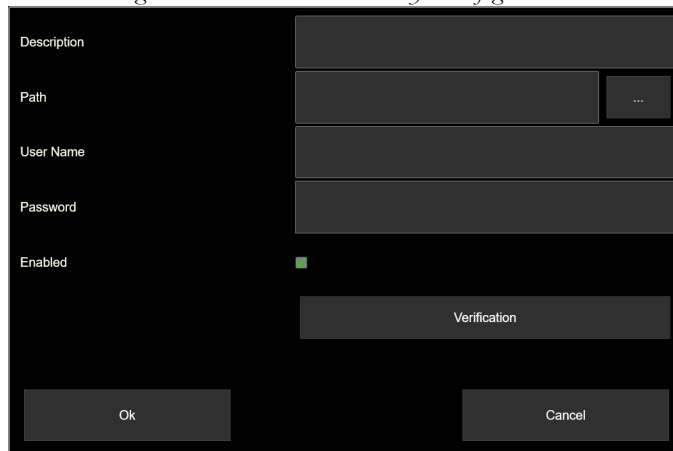 Description
Path
...
User Name
Password
Enabled
Verification
Ok
Cancel